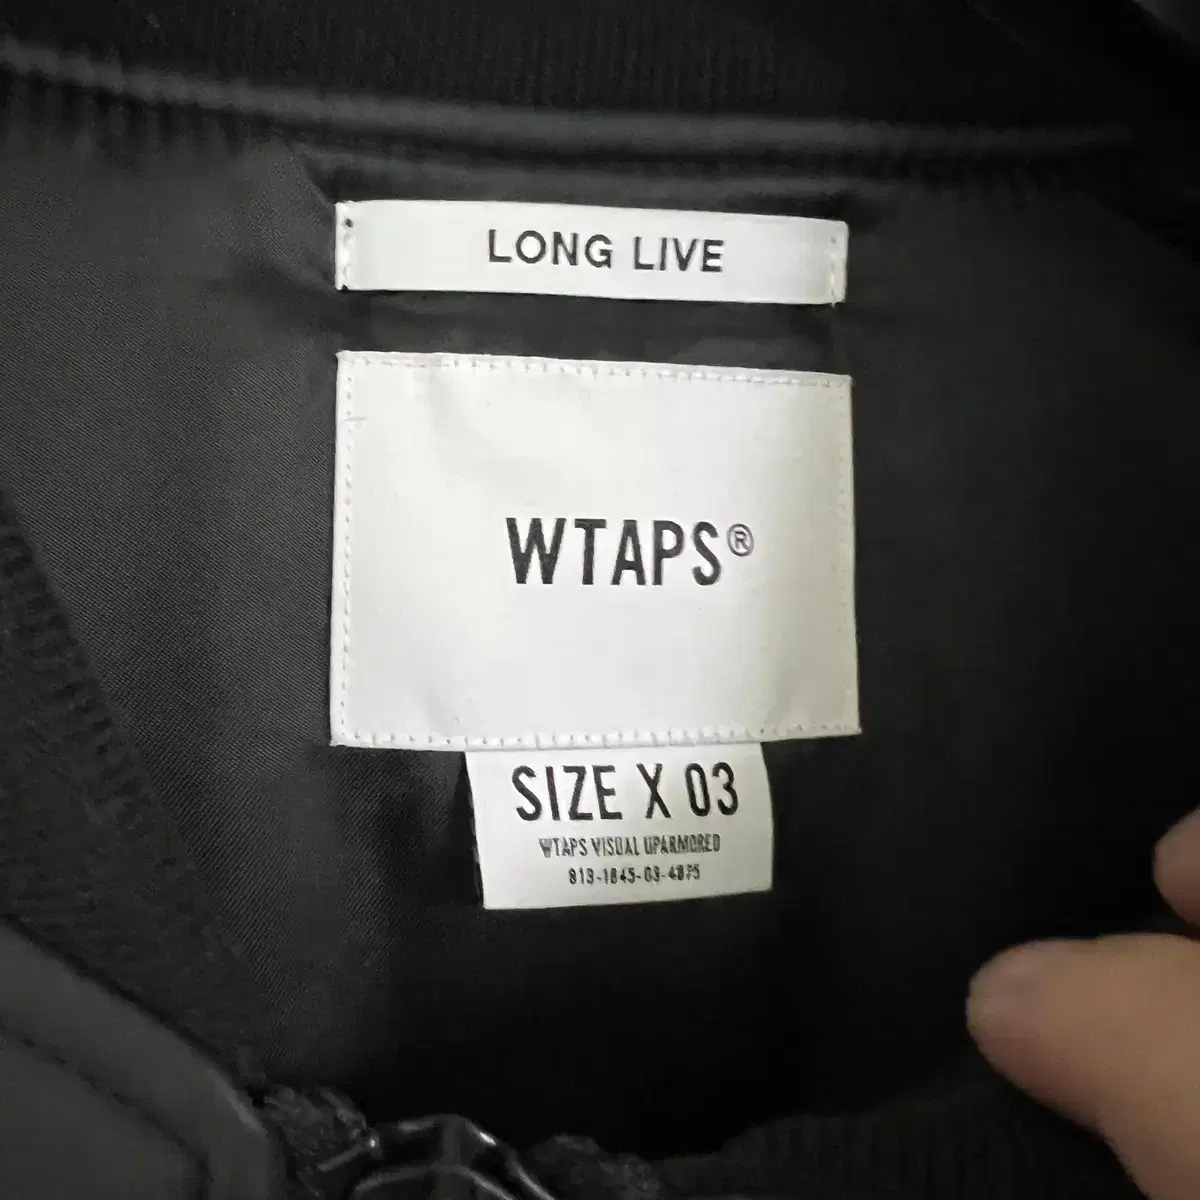 LONG LIVE
WTAPS®
SIZE X 03
WTAPS VISUAL UPARMORED